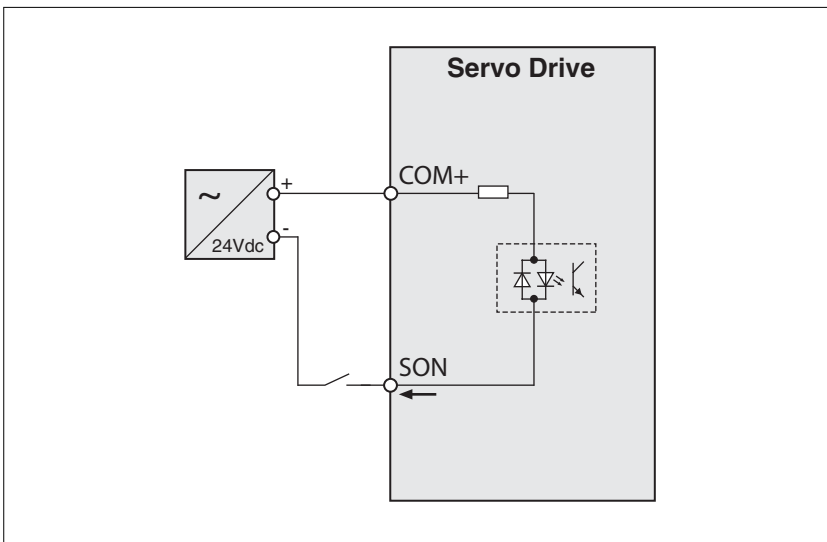 Servo Drive
COM+
+
~
-
24Vdc
SON